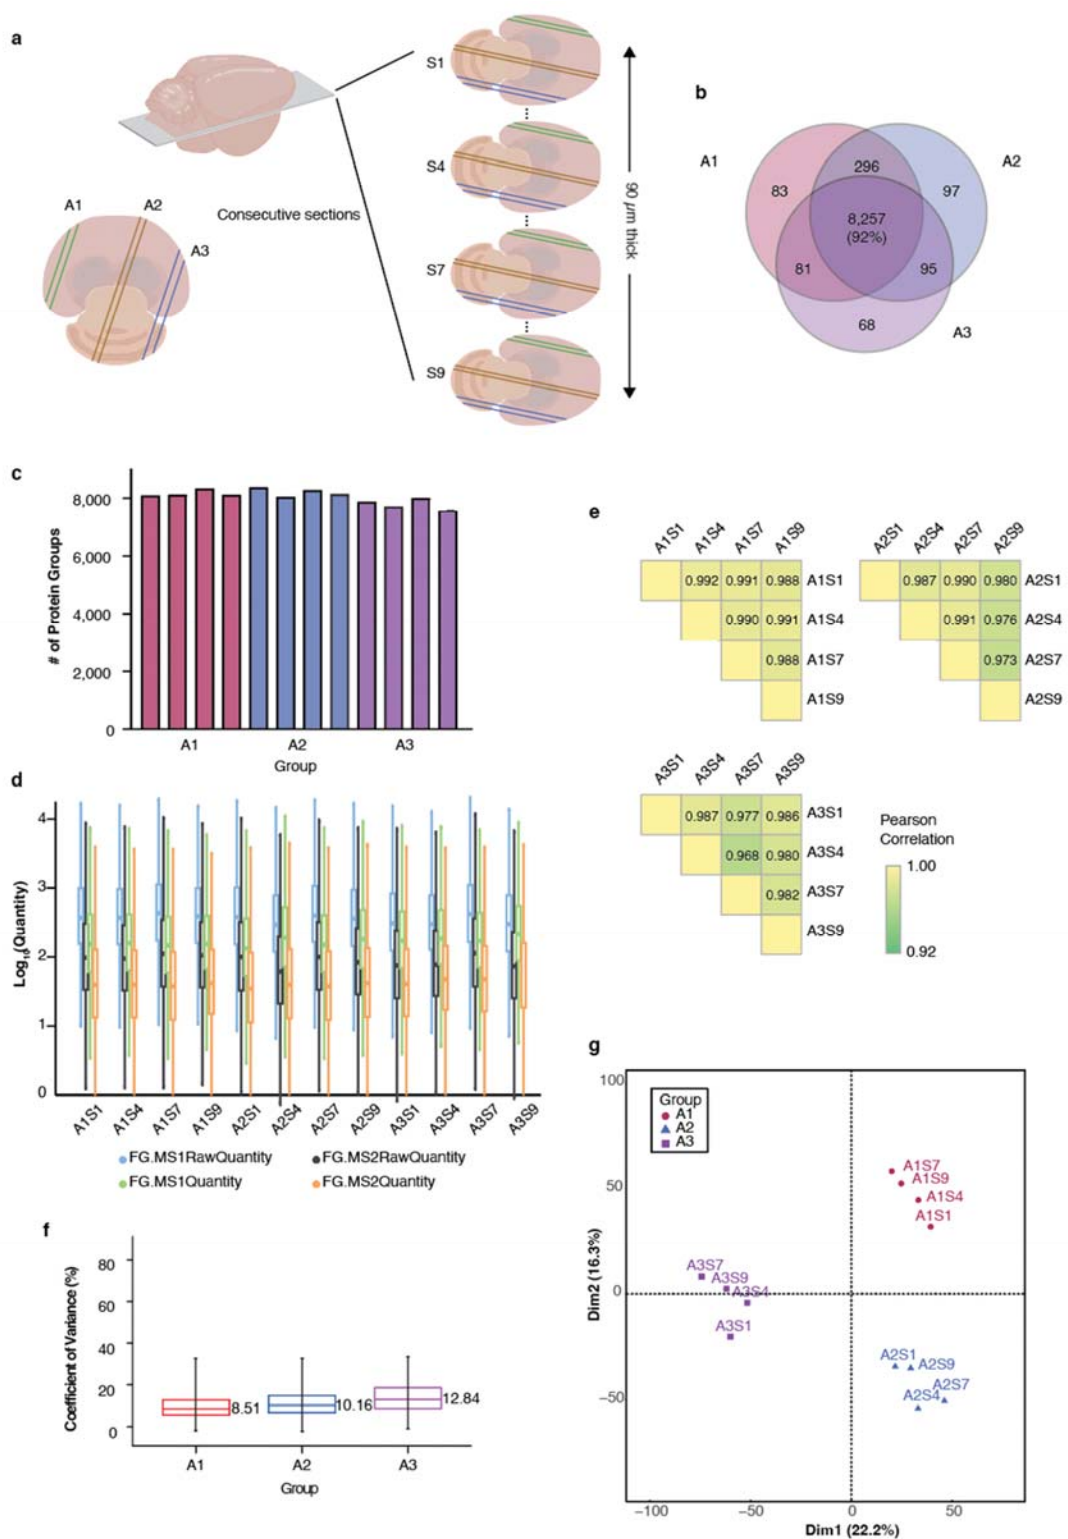 a
A1 A2 A3
Consecutive sections
S1
S4
S7
S9
90 µm thick
b
A1 A2 A3
83 296 97
8,257
(92%)
81 95
68
c
# of Protein Groups
8,000
6,000
4,000
2,000
0
A1 A2 A3
Group
d
Log10(Quantity)
4
3
2
1
0
A1S1 A1S4 A1S7 A1S9 A2S1 A2S4 A2S7 A2S9 A3S1 A3S4 A3S7 A3S9
FG.MS1RawQuantity FG.MS2RawQuantity
FG.MS1Quantity FG.MS2Quantity
e
A1S1 A1S4 A1S7 A1S9
0.992 0.991 0.988 A1S1
0.990 0.991 A1S4
0.988 A1S7
A1S9
A2S1 A2S4 A2S7 A2S9
0.987 0.990 0.980 A2S1
0.991 0.976 A2S4
0.973 A2S7
A2S9
A3S1 A3S4 A3S7 A3S9
0.987 0.977 0.986 A3S1
0.968 0.980 A3S4
0.982 A3S7
A3S9
Pearson
Correlation
1.00
0.92
f
Coefficient of Variance (%)
80
60
40
20
0
8.51 10.16 12.84
A1 A2 A3
Group
g
Dim2 (16.3%)
100
50
0
−50
Group
A1
A2
A3
A1S7
A1S9
A1S4
A1S1
A3S7
A3S9
A3S4
A3S1
A2S1
A2S9
A2S7
A2S4
−100 −50 0 50
Dim1 (22.2%)